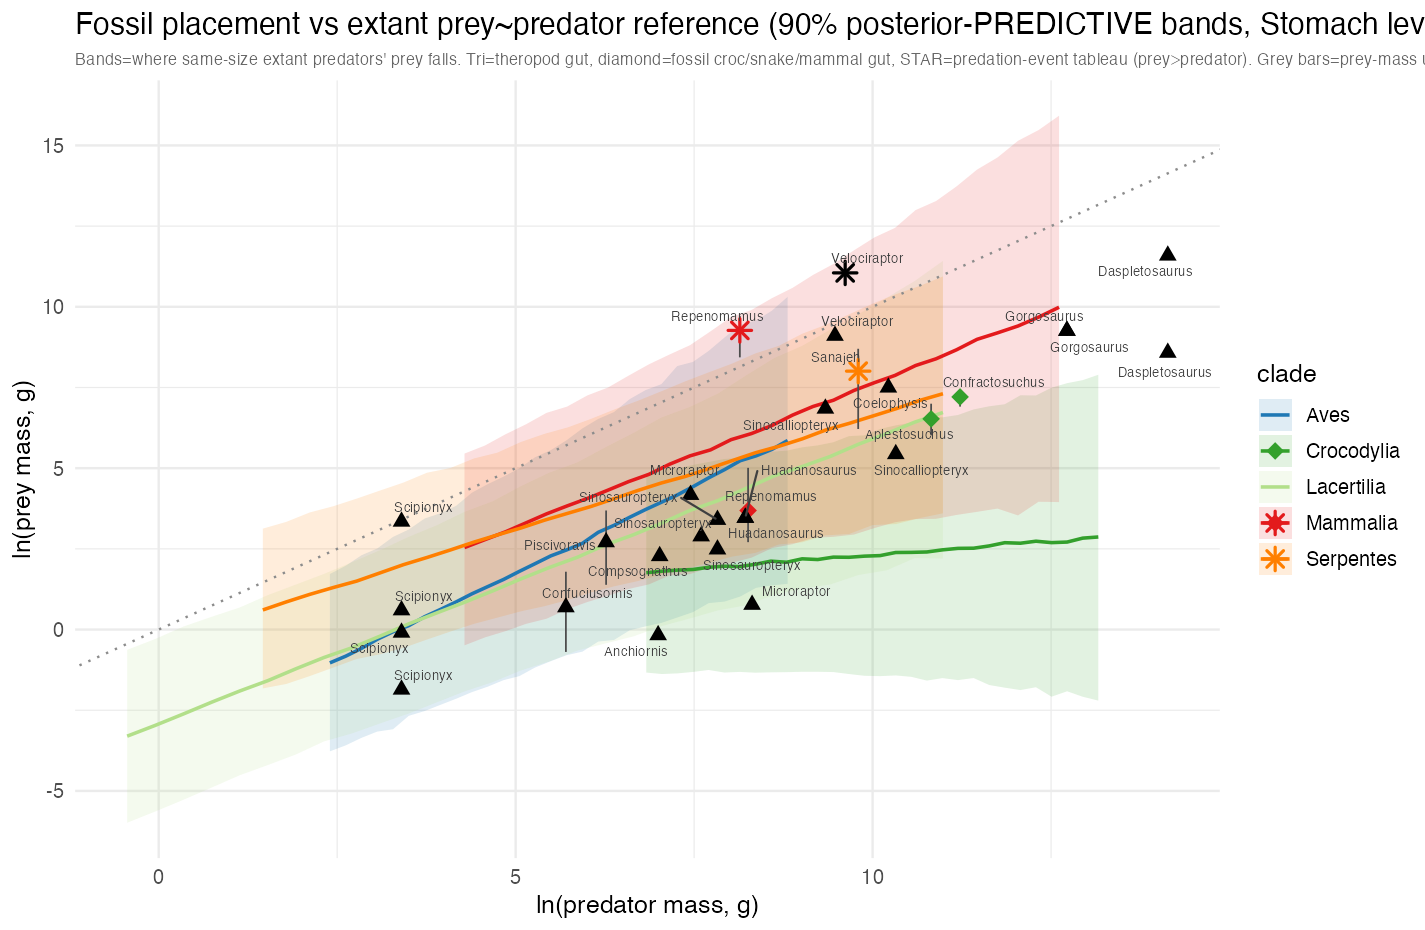 Fossil placement vs extant prey~predator reference (90% posterior-PREDICTIVE bands, Stomach lev
Bands=where same-size extant predators' prey falls. Tri=theropod gut, diamond=fossil croc/snake/mammal gut, STAR=predation-event tableau (prey>predator). Grey bars=prey-mass u
15
10
5
0
-5
ln(prey mass, g)
Velociraptor
Daspletosaurus
Repenomamus
Velociraptor
Gorgosaurus
Gorgosaurus
Sanajeh
Daspletosaurus
Confractosuchus
Coelophysis
Sinocalliopteryx
Aplestosuchus
Microraptor
Huadanosaurus
Sinocalliopteryx
Sinosauropteryx
Repenomamus
Scipionyx
Sinosauropteryx
Huadanosaurus
Piscivoravis
Compsognathus
Sinosauropteryx
Confuciusornis
Microraptor
Scipionyx
Scipionyx
Anchiornis
Scipionyx
0
5
10
ln(predator mass, g)
clade
Aves
Crocodylia
Lacertilia
Mammalia
Serpentes